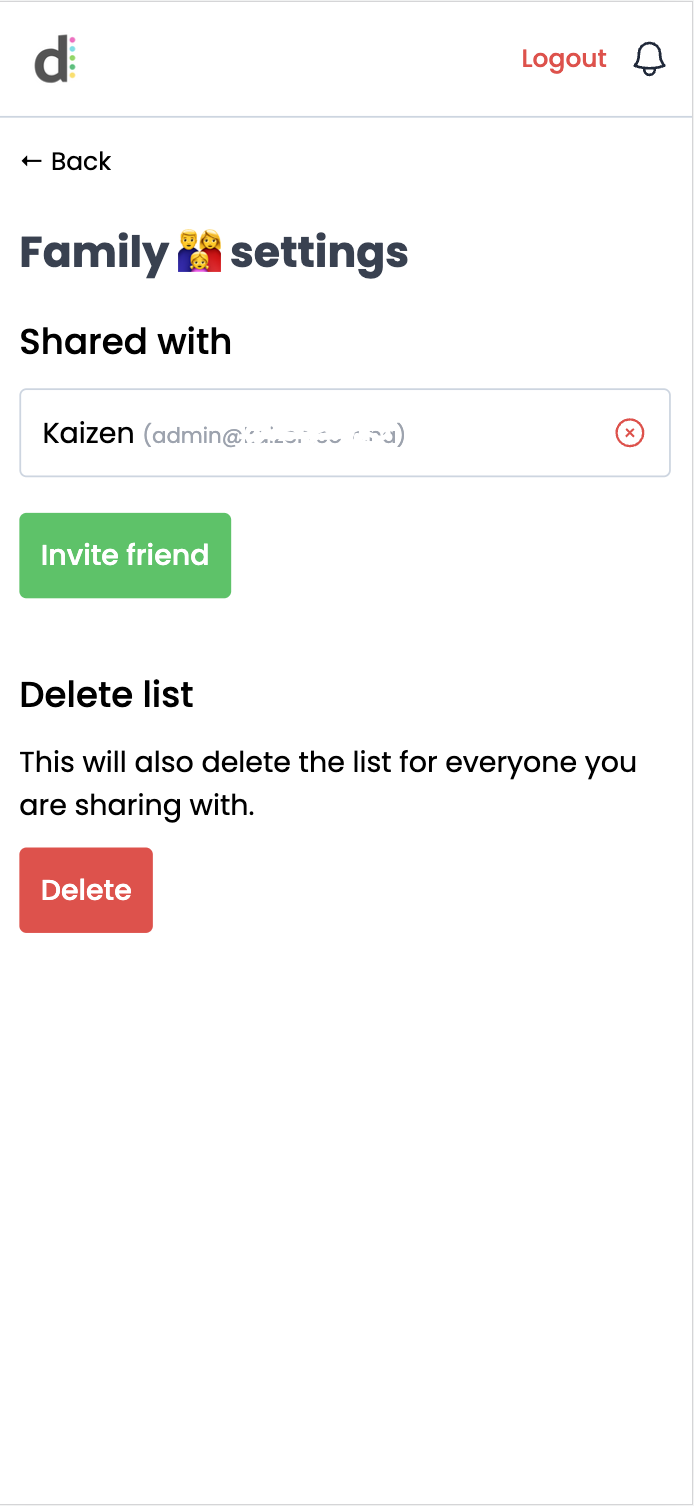 d
Logout
← Back
Family 👨‍👩‍👧 settings
Shared with
Kaizen (admin@
Invite friend
Delete list
This will also delete the list for everyone you
are sharing with.
Delete